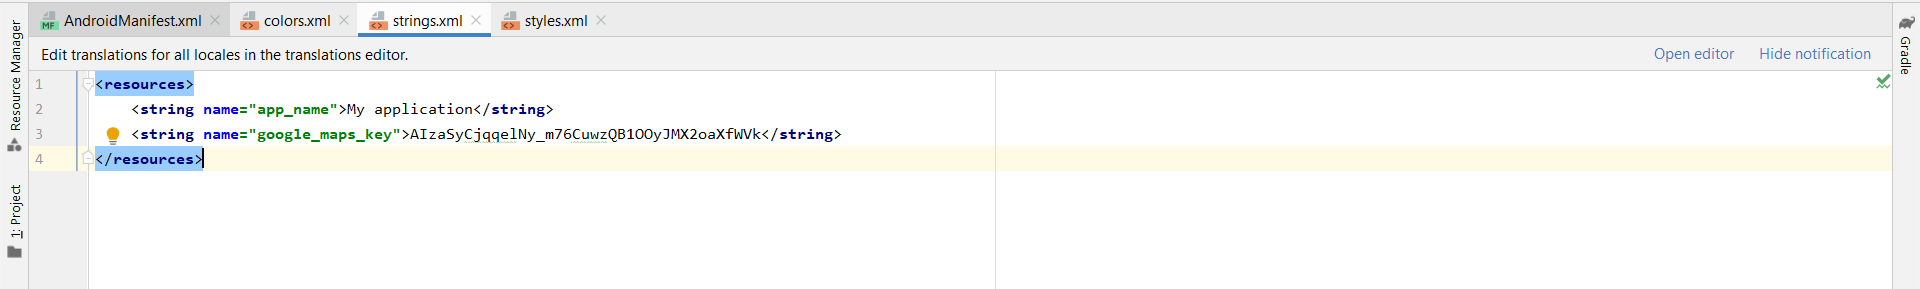 AndroidManifest.xml colors.xml strings.xml styles.xml
Edit translations for all locales in the translations editor. Open editor Hide notification
1 <resources>
2 <string name="app_name">My application</string>
3 <string name="google_maps_key">AIzaSyCjqqelNy_m76CuwzQB1OOyJMX2oaXfWVk</string>
4 </resources>
Resource Manager
1: Project
Gradle